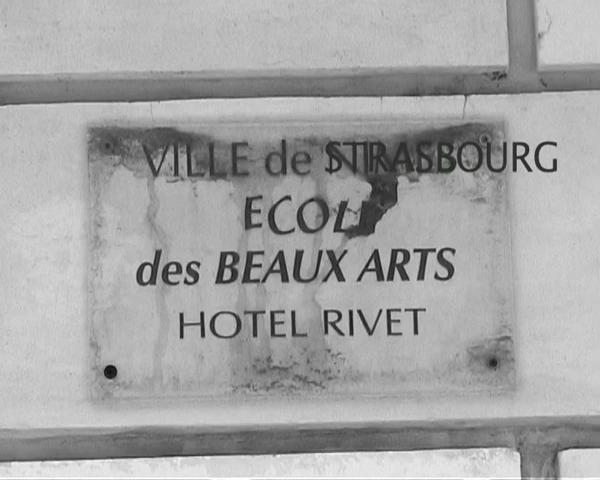 VILLE de STRASBOURG
ECOL
des BEAUX ARTS
HOTEL RIVET